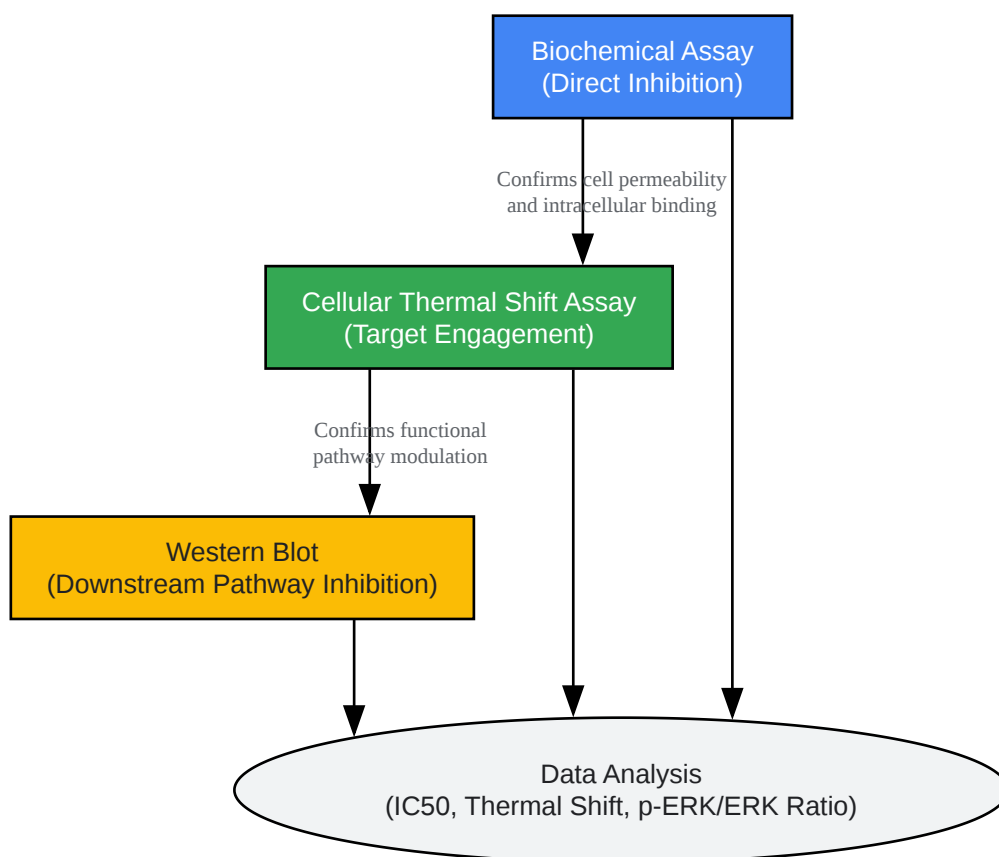 Biochemical Assay
(Direct Inhibition)
Confirms cell permeability
and intracellular binding
Cellular Thermal Shift Assay
(Target Engagement)
Confirms functional
pathway modulation
Western Blot
(Downstream Pathway Inhibition)
Data Analysis
(IC50, Thermal Shift, p-ERK/ERK Ratio)